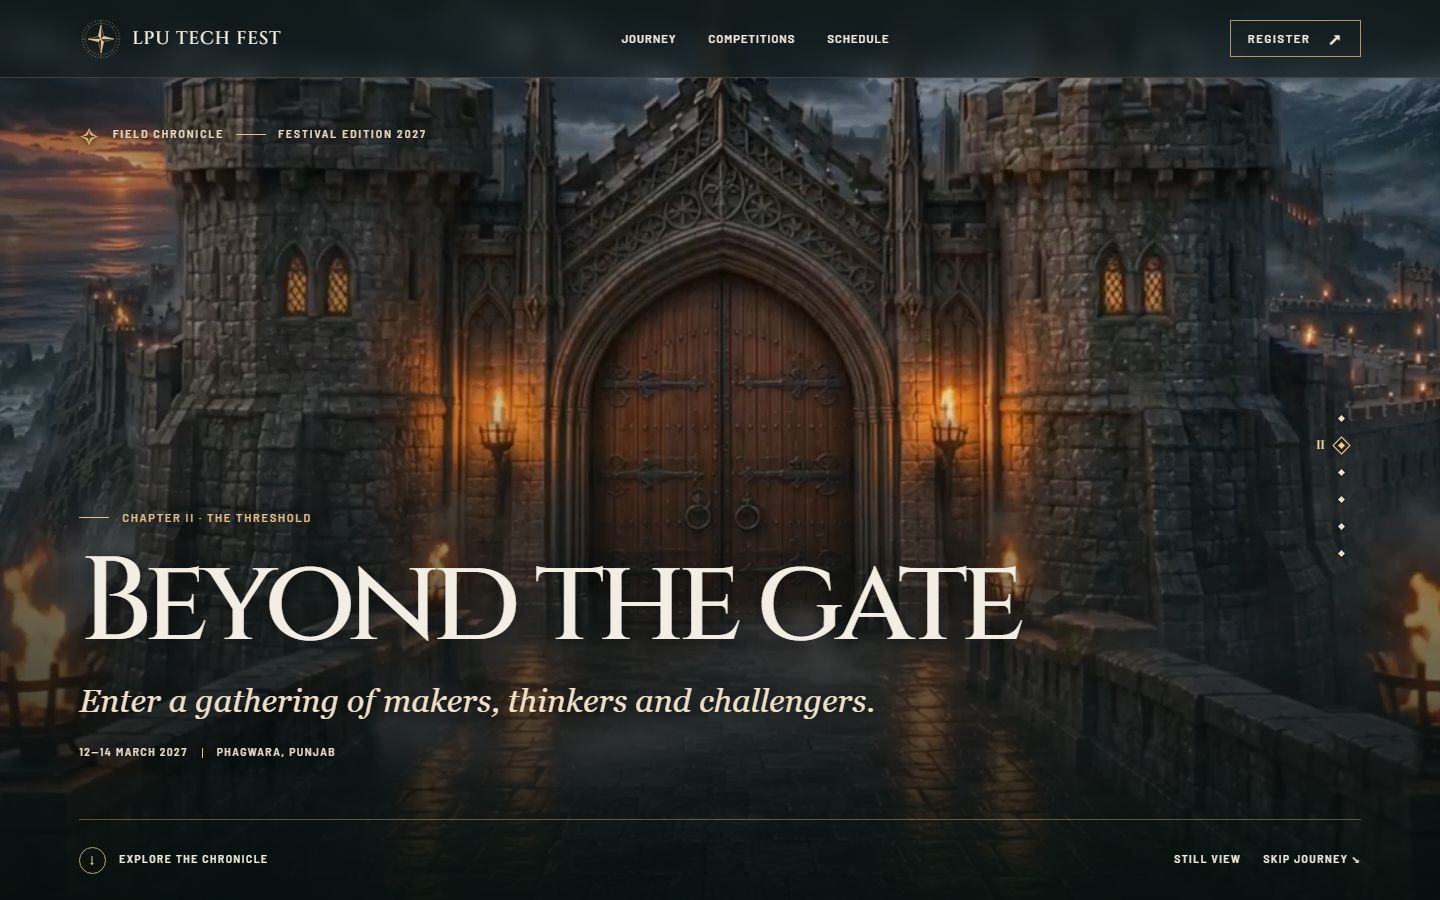 LPU TECH FEST
JOURNEY COMPETITIONS SCHEDULE
REGISTER ↗
FIELD CHRONICLE — FESTIVAL EDITION 2027
II
CHAPTER II · THE THRESHOLD
BEYOND THE GATE
Enter a gathering of makers, thinkers and challengers.
12–14 MARCH 2027 | PHAGWARA, PUNJAB
↓ EXPLORE THE CHRONICLE
STILL VIEW SKIP JOURNEY ↘